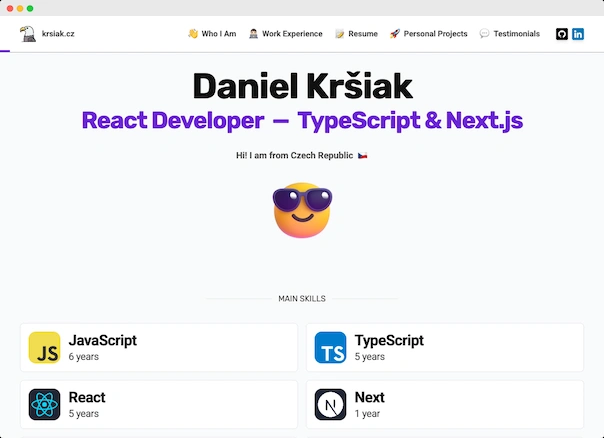 krsiak.cz
👋 Who I Am
Work Experience
📝 Resume
🚀 Personal Projects
💬 Testimonials
Daniel Kršiak
React Developer — TypeScript & Next.js
Hi! I am from Czech Republic 🇨🇿
MAIN SKILLS
JS
JavaScript
6 years
TS
TypeScript
5 years
React
5 years
N
Next
1 year